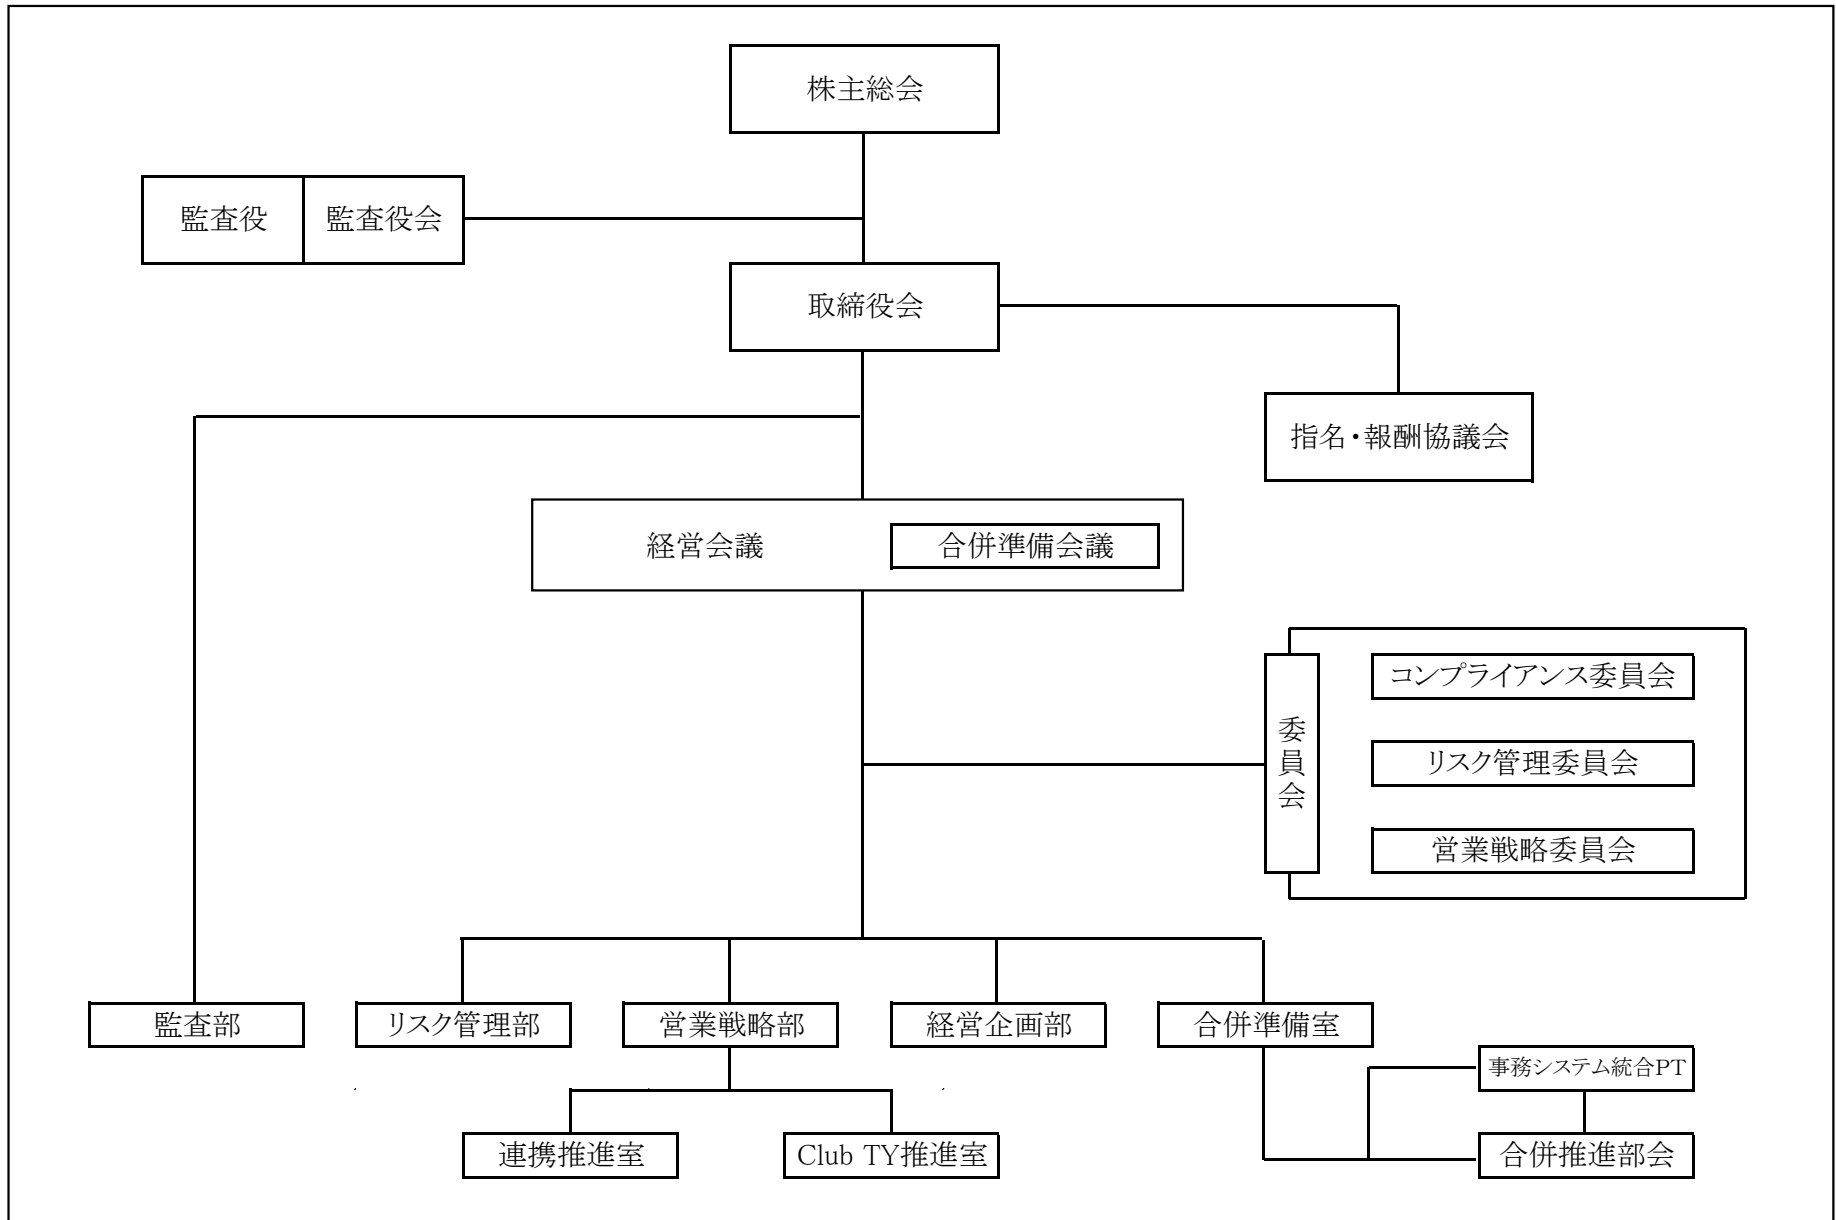 株主総会
監査役
監査役会
取締役会
指名・報酬協議会
経営会議
合併準備会議
委員会
コンプライアンス委員会
リスク管理委員会
営業戦略委員会
監査部
リスク管理部
営業戦略部
経営企画部
合併準備室
事務システム統合PT
連携推進室
Club TY推進室
合併推進部会